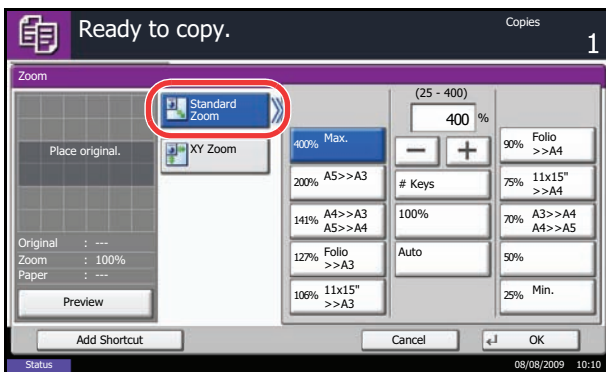 Ready to copy.
Copies
1
Zoom
Place original.
Original : ---
Zoom : 100%
Paper : ---
Preview
Standard
Zoom
XY Zoom
400% Max.
200% A5>>A3
141% A4>>A3
A5>>A4
127% Folio
>>A3
106% 11x15"
>>A3
(25 - 400)
400 %
# Keys
100%
Auto
90% Folio
>>A4
75% 11x15"
>>A4
70% A3>>A4
A4>>A5
50%
25% Min.
Add Shortcut
Cancel
OK
Status
08/08/2009 10:10